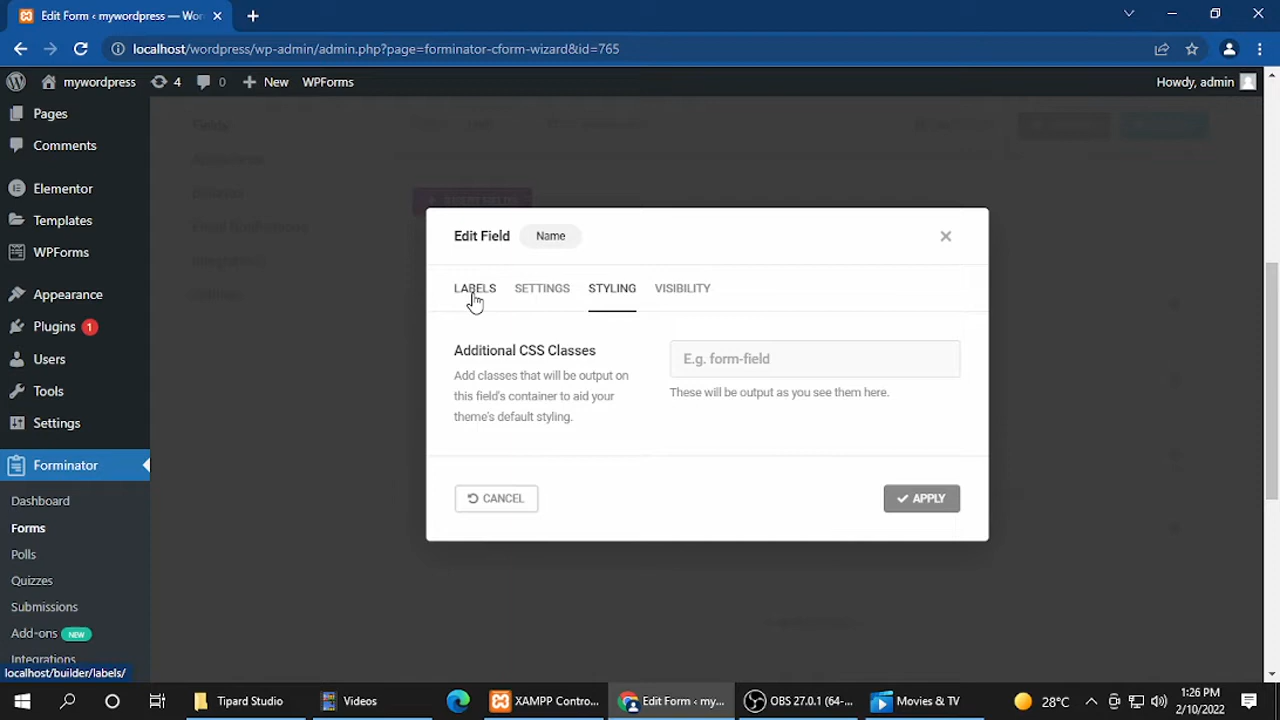 Edit Form ‹ mywordpress — Wor
localhost/wordpress/wp-admin/admin.php?page=forminator-cform-wizard&id=765
mywordpress 4 0 New WPForms Howdy, admin
Pages
Comments
Elementor
Templates
WPForms
Appearance
Plugins 1
Users
Tools
Settings
Forminator
Dashboard
Forms
Polls
Quizzes
Submissions
Add-ons NEW
Integrations
localhost/builder/labels/
Fields
Edit Field Name
LABELS SETTINGS STYLING VISIBILITY
Additional CSS Classes
Add classes that will be output on
this field's container to aid your
theme's default styling.
E.g. form-field
These will be output as you see them here.
CANCEL
APPLY
Tipard Studio
Videos
XAMPP Contro...
Edit Form ‹ my...
OBS 27.0.1 (64-...
Movies & TV
28°C
1:26 PM
2/10/2022